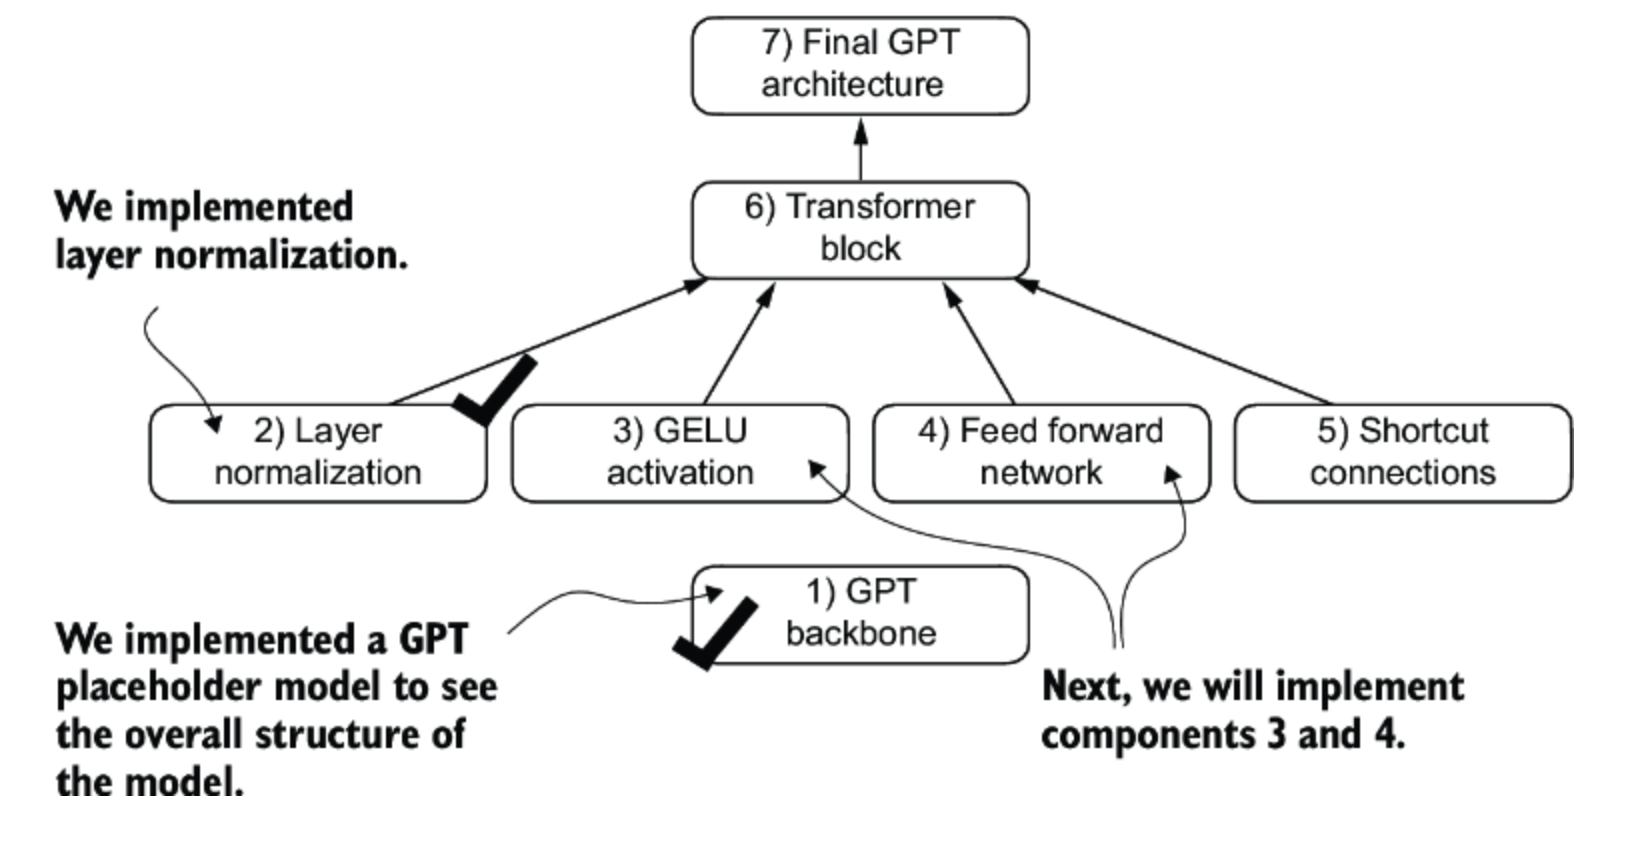 7) Final GPT
architecture
We implemented
layer normalization.
6) Transformer
block
2) Layer
normalization
3) GELU
activation
4) Feed forward
network
5) Shortcut
connections
1) GPT
backbone
We implemented a GPT
placeholder model to see
the overall structure of
the model.
Next, we will implement
components 3 and 4.